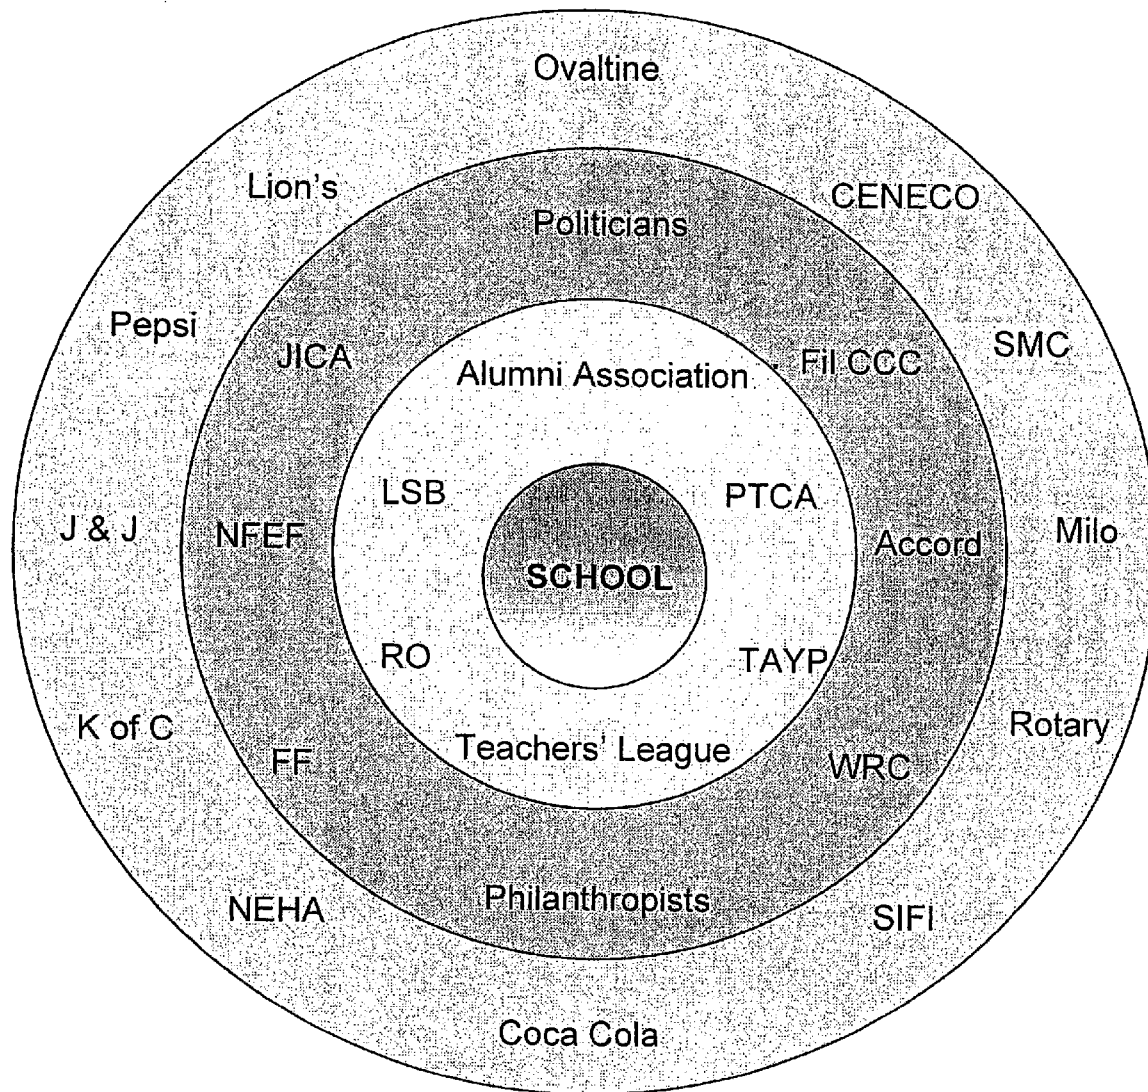 Ovaltine
Lion's
CENECO
Politicians
Pepsi
SMC
JICA
Fil CCC
Alumni Association
LSB
PTCA
J & J
NFEF
Accord
Milo
SCHOOL
RO
TAYP
K of C
Rotary
FF
Teachers' League
WRC
Philanthropists
NEHA
SIFI
Coca Cola